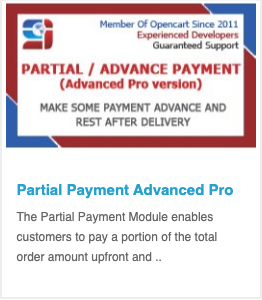 Member Of Opencart Since 2011
Experienced Developers
Guaranteed Support
PARTIAL / ADVANCE PAYMENT
(Advanced Pro version)
MAKE SOME PAYMENT ADVANCE AND
REST AFTER DELIVERY
Partial Payment Advanced Pro
The Partial Payment Module enables
customers to pay a portion of the total
order amount upfront and ..